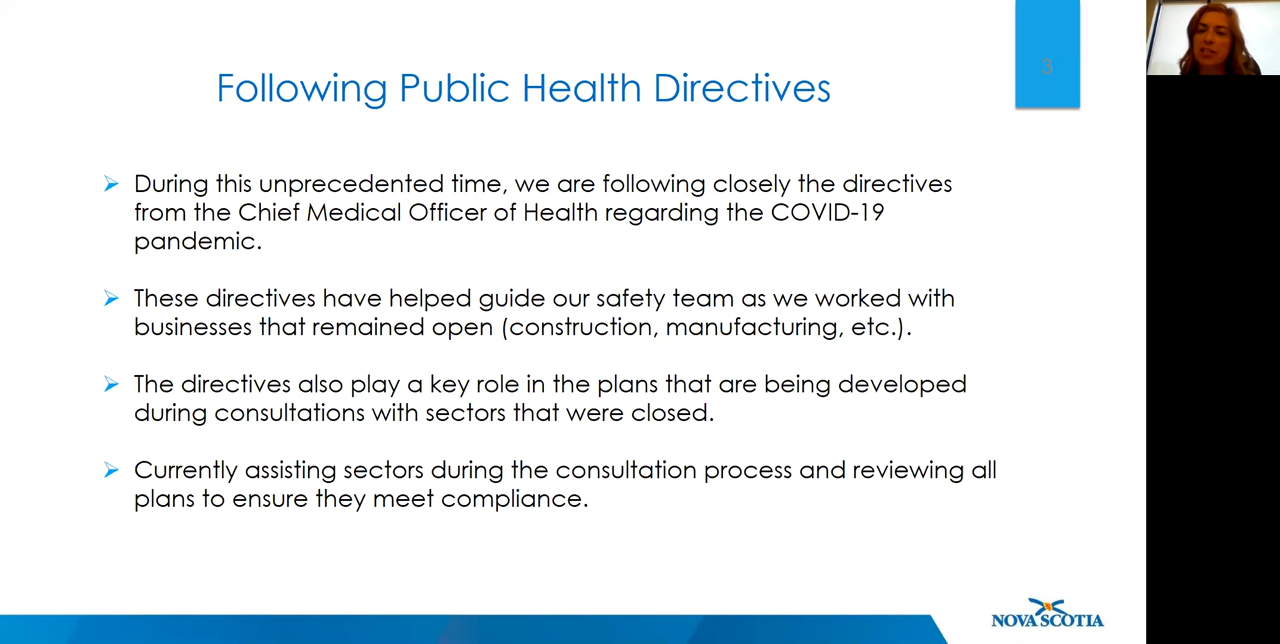 3
Following Public Health Directives
During this unprecedented time, we are following closely the directives
from the Chief Medical Officer of Health regarding the COVID-19
pandemic.
These directives have helped guide our safety team as we worked with
businesses that remained open (construction, manufacturing, etc.).
The directives also play a key role in the plans that are being developed
during consultations with sectors that were closed.
Currently assisting sectors during the consultation process and reviewing all
plans to ensure they meet compliance.
NOVA SCOTIA